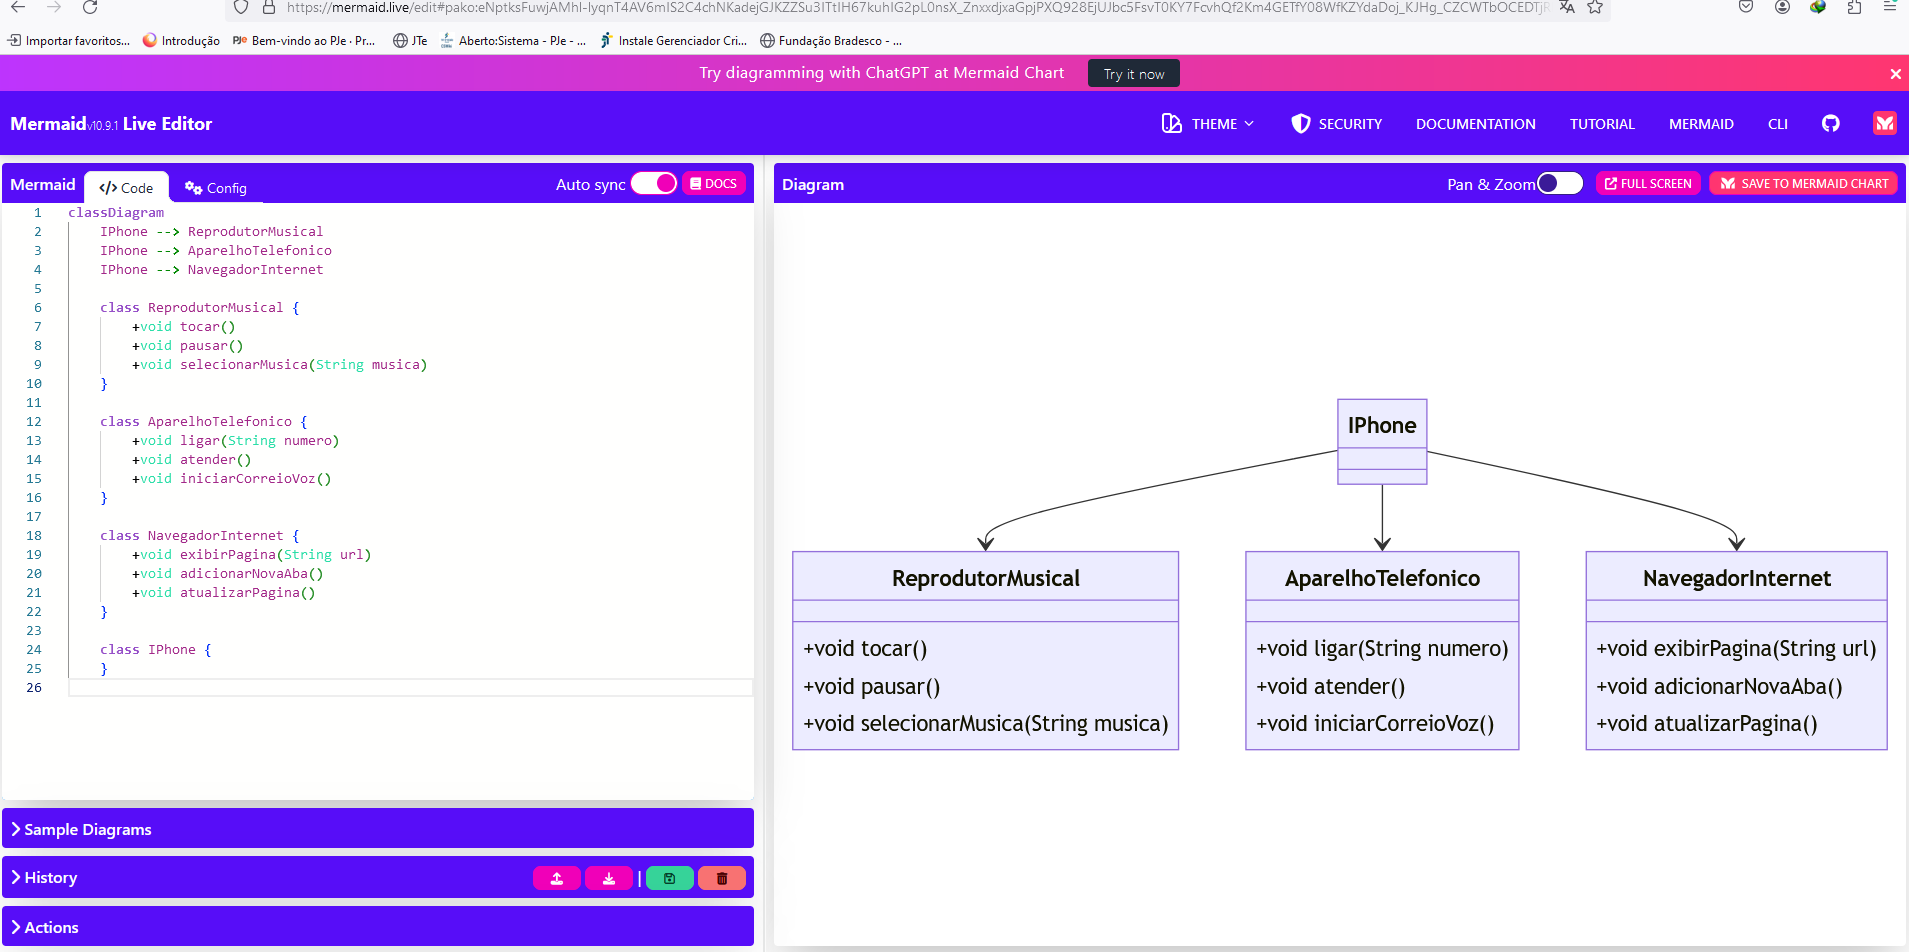 Importar favoritos... Introdução PJe Bem-vindo ao PJe · Pr... JTe Aberto:Sistema - PJe - ... Instale Gerenciador Cri... Fundação Bradesco - ...
Try diagramming with ChatGPT at Mermaid Chart Try it now
Mermaid v10.9.1 Live Editor THEME SECURITY DOCUMENTATION TUTORIAL MERMAID CLI
Mermaid </> Code Config Auto sync DOCS
1 classDiagram
2 IPhone --> ReprodutorMusical
3 IPhone --> AparelhoTelefonico
4 IPhone --> NavegadorInternet
5
6 class ReprodutorMusical {
7 +void tocar()
8 +void pausar()
9 +void selecionarMusica(String musica)
10 }
11
12 class AparelhoTelefonico {
13 +void ligar(String numero)
14 +void atender()
15 +void iniciarCorreioVoz()
16 }
17
18 class NavegadorInternet {
19 +void exibirPagina(String url)
20 +void adicionarNovaAba()
21 +void atualizarPagina()
22 }
23
24 class IPhone {
25 }
26
Sample Diagrams
History
Actions
Diagram Pan & Zoom FULL SCREEN SAVE TO MERMAID CHART
IPhone
ReprodutorMusical
+void tocar()
+void pausar()
+void selecionarMusica(String musica)
AparelhoTelefonico
+void ligar(String numero)
+void atender()
+void iniciarCorreioVoz()
NavegadorInternet
+void exibirPagina(String url)
+void adicionarNovaAba()
+void atualizarPagina()